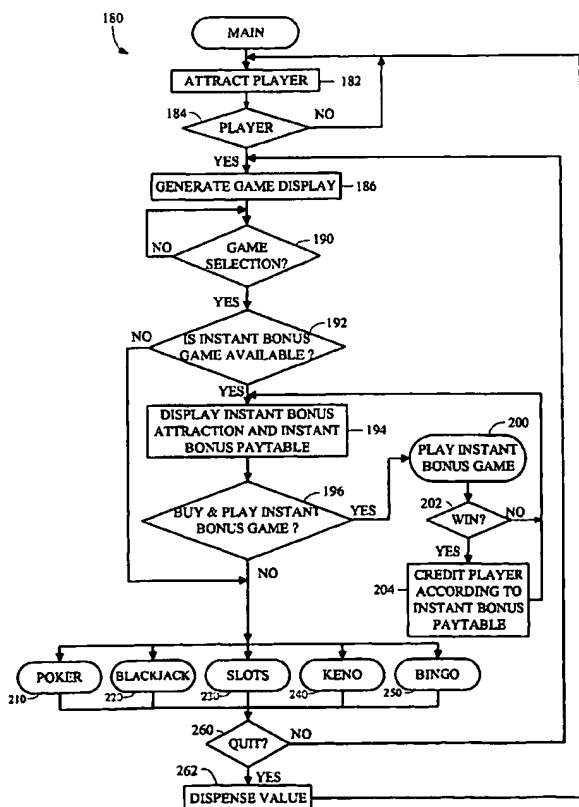 180
MAIN
ATTRACT PLAYER
182
184
PLAYER
NO
YES
GENERATE GAME DISPLAY
186
190
NO
GAME
SELECTION?
YES
192
NO
IS INSTANT BONUS
GAME AVAILABLE ?
YES
DISPLAY INSTANT BONUS
ATTRACTION AND INSTANT
BONUS PAYTABLE
194
200
PLAY INSTANT
BONUS GAME
196
BUY & PLAY INSTANT
BONUS GAME ?
YES
202
WIN?
NO
NO
YES
204
CREDIT PLAYER
ACCORDING TO
INSTANT BONUS
PAYTABLE
POKER
BLACKJACK
SLOTS
KENO
BINGO
210
220
230
240
250
260
QUIT?
NO
262
YES
DISPENSE VALUE